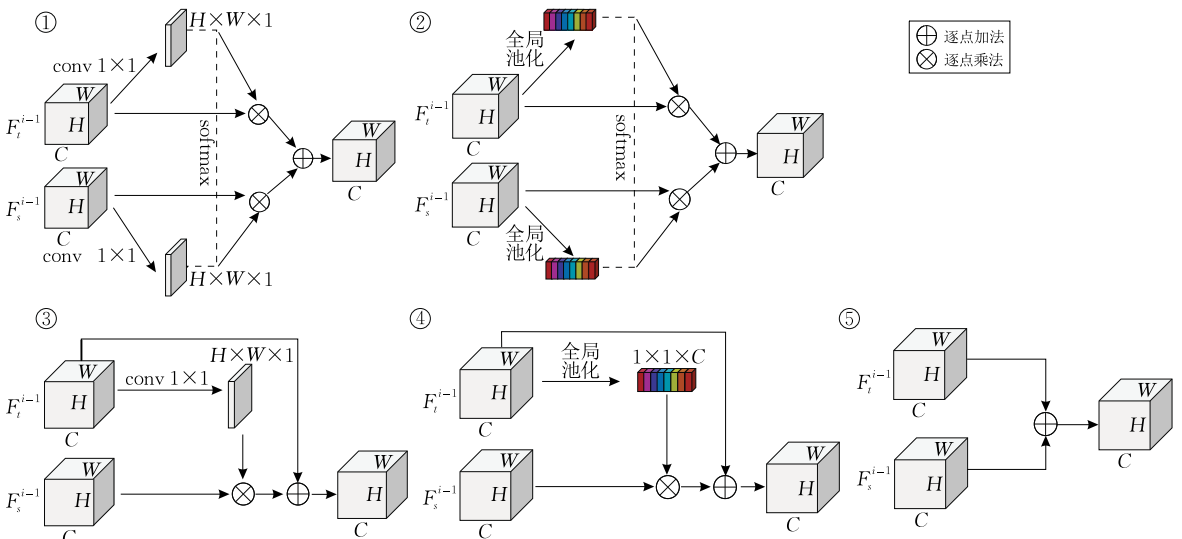 ①
H×W×1
conv 1×1
W
H
C
F_t^{i-1}
softmax
W
H
C
W
H
C
F_s^{i-1}
conv 1×1
H×W×1
②
全局
池化
W
H
C
F_t^{i-1}
softmax
W
H
C
W
H
C
F_s^{i-1}
全局
池化
逐点加法
逐点乘法
③
H×W×1
W
conv 1×1
H
F_t^{i-1}
C
W
H
F_s^{i-1}
C
W
H
C
④
全局
池化
1×1×C
W
H
F_t^{i-1}
C
W
H
F_s^{i-1}
C
W
H
C
⑤
W
H
F_t^{i-1}
C
W
H
C
W
H
F_s^{i-1}
C